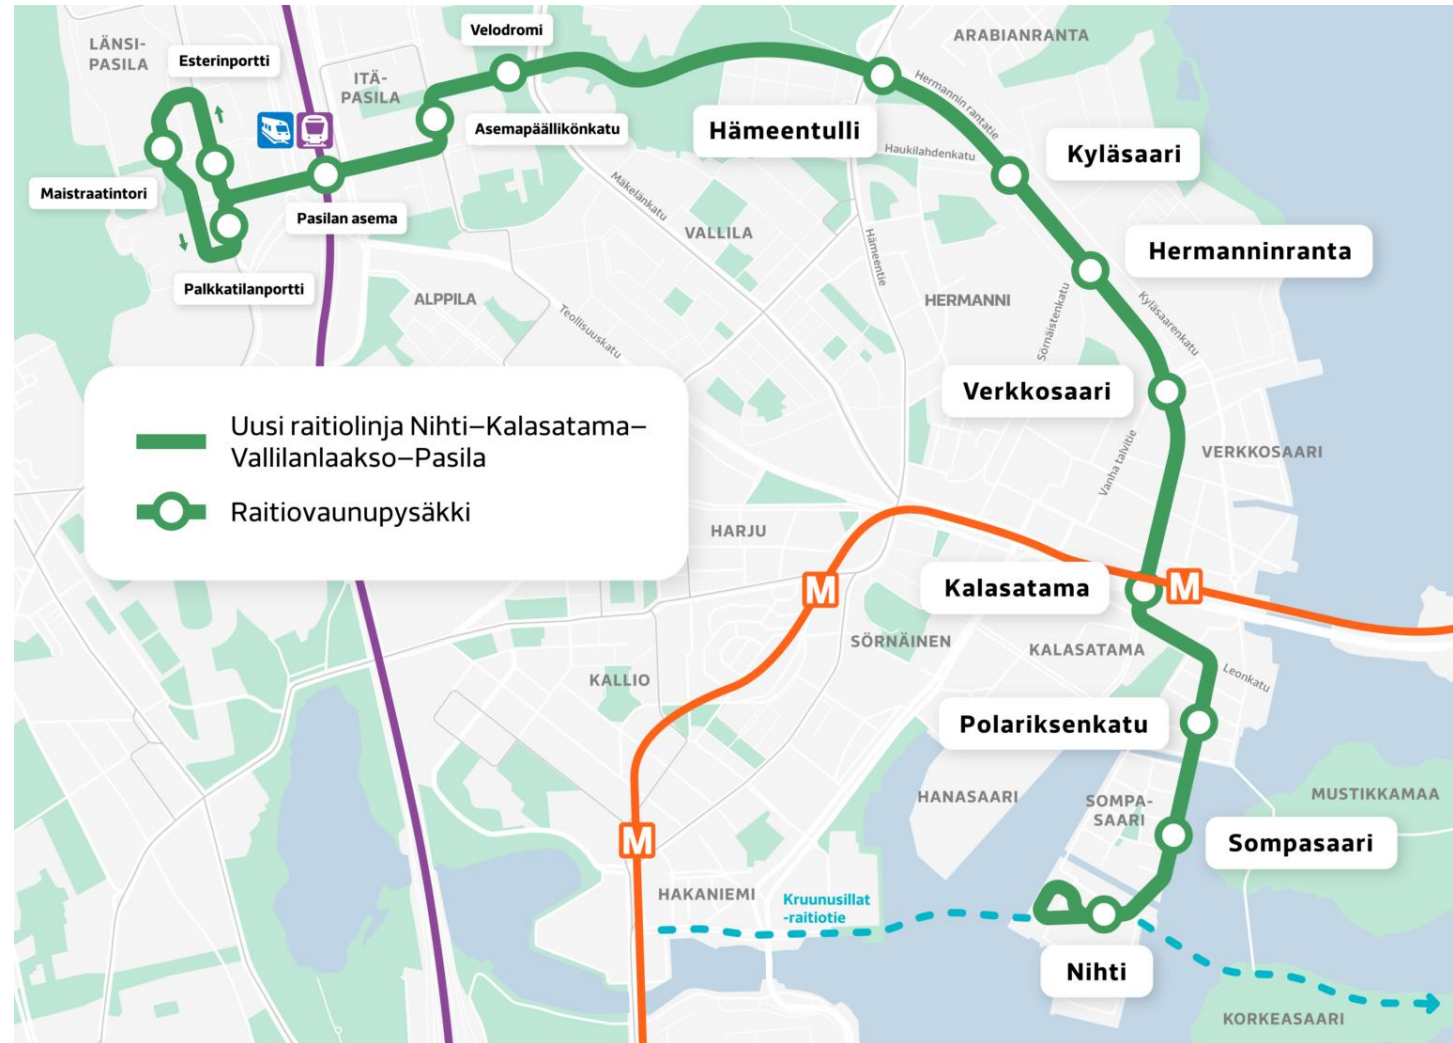 Velodromi
LÄNSI-
PASILA
Esterinportti
ITÄ-
PASILA
ARABIANRANTA
Hermannin rantatie
Asemapäällikönkatu
Hämeentulli
Haukilahdenkatu
Kyläsaari
Maistraatintori
Pasilan asema
Mäkelänkatu
VALLILA
Hämeentie
Hermanninranta
Palkkatilanportti
ALPPILA
Teollisuuskatu
HERMANNI
Sörnäistenkatu
Kyläsaarenkatu
Verkkosaari
Uusi raitiolinja Nihti–Kalasatama–
Vallilanlaakso–Pasila
Raitiovaunupysäkki
Vanha talvitie
VERKKOSAARI
HARJU
M
Kalasatama
M
SÖRNÄINEN
KALASATAMA
Leonkatu
KALLIO
Polariksenkatu
HANASAARI
SOMPA-
SAARI
MUSTIKKAMAA
M
Sompasaari
HAKANIEMI
Kruunusillat
-raitiotie
Nihti
KORKEASAARI